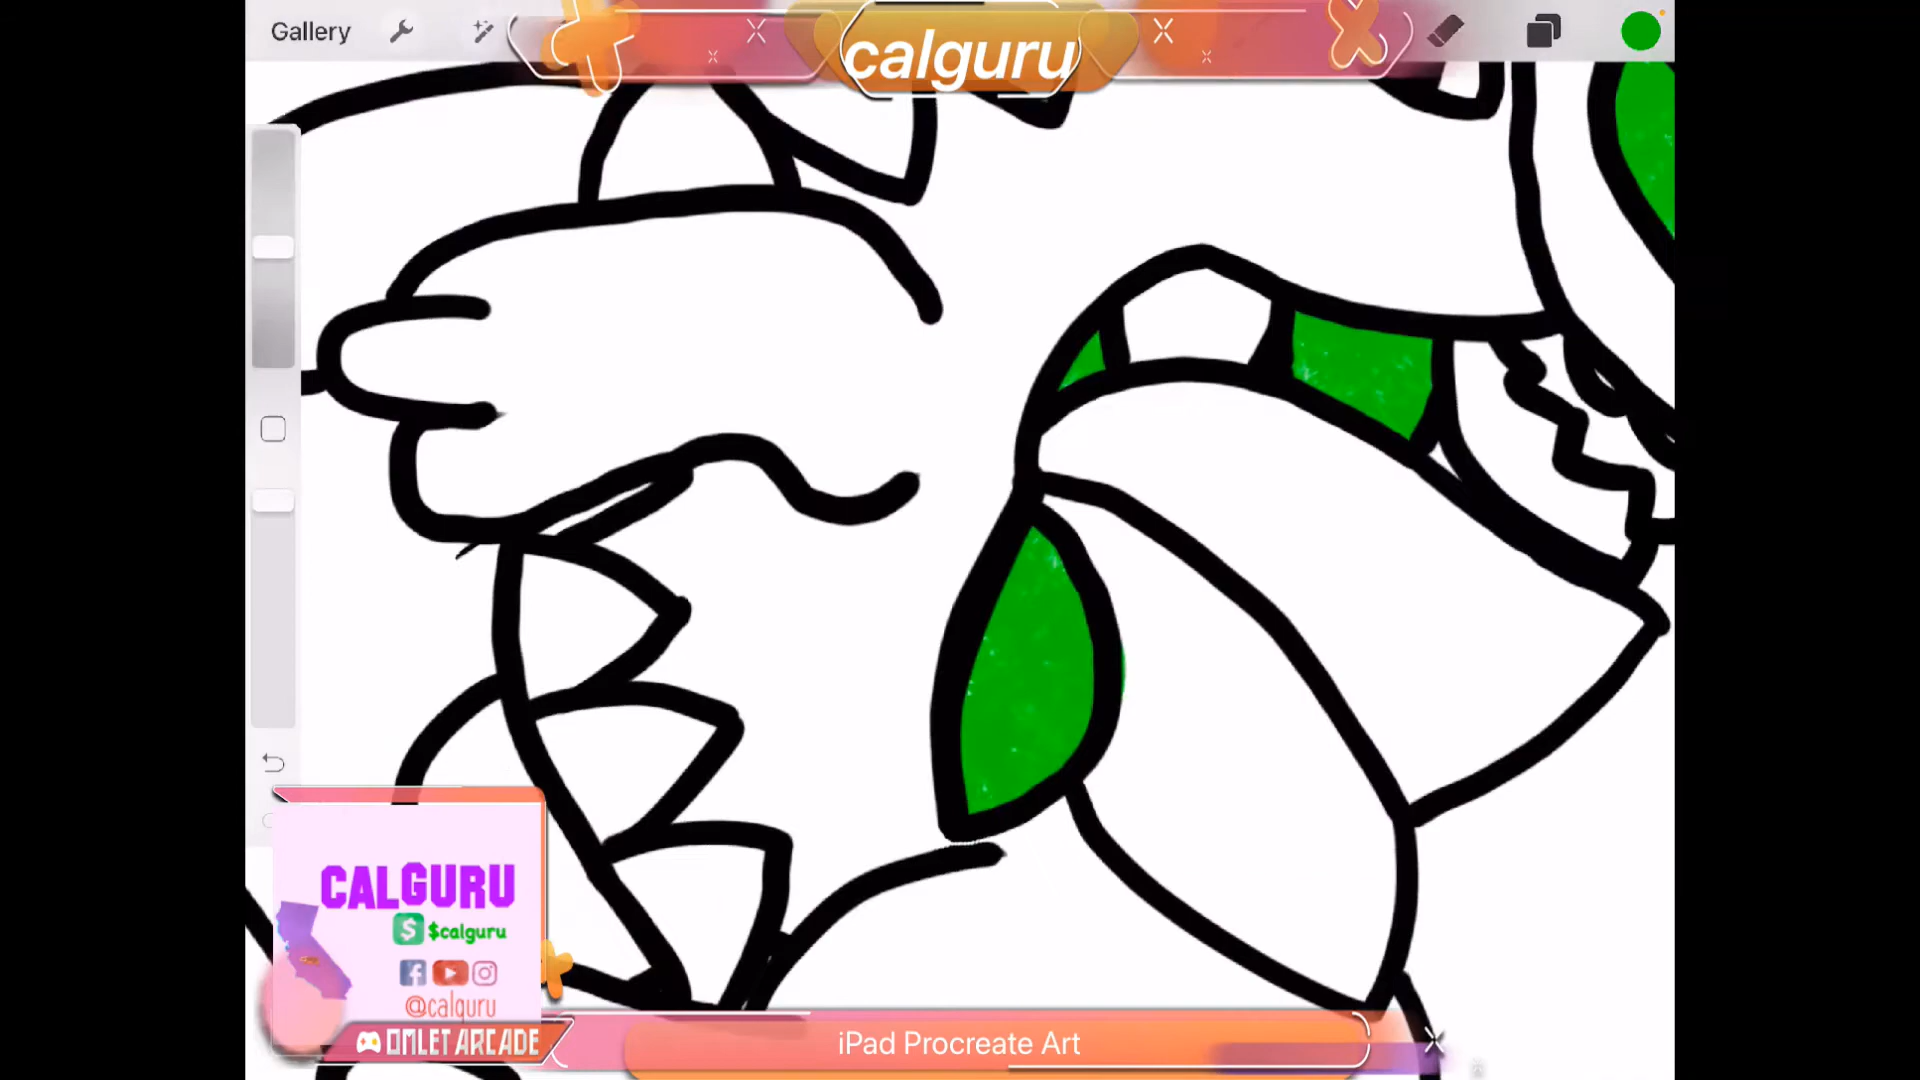 Gallery
calguru
CALGURU
$ $calguru
@calguru
OMLET ARCADE
iPad Procreate Art